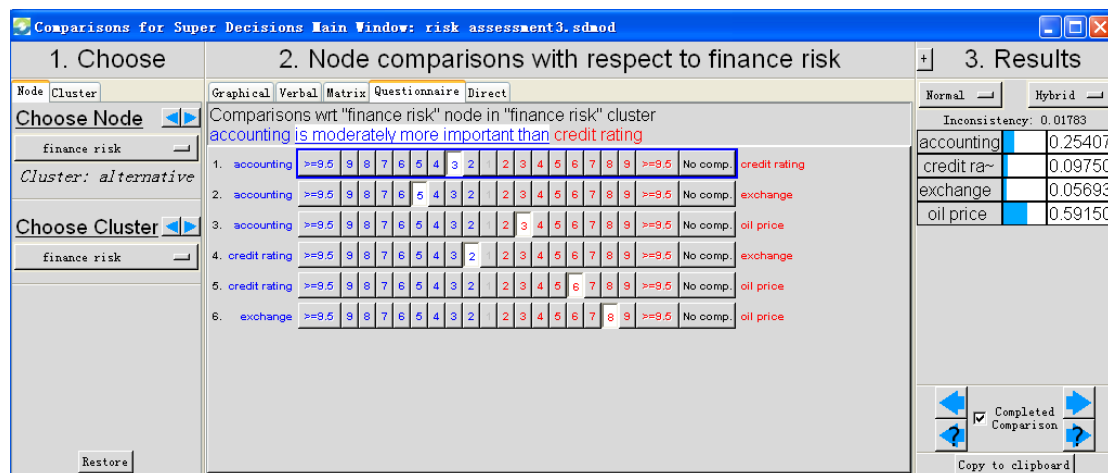 Comparisons for Super Decisions Main Window: risk assessment3.sdmod
1. Choose
Node Cluster
Choose Node
finance risk
Cluster: alternative
Choose Cluster
finance risk
Restore
2. Node comparisons with respect to finance risk
Graphical Verbal Matrix Questionnaire Direct
Comparisons wrt "finance risk" node in "finance risk" cluster
accounting is moderately more important than credit rating
1. accounting >=9.5 9 8 7 6 5 4 3 2 1 2 3 4 5 6 7 8 9 >=9.5 No comp. credit rating
2. accounting >=9.5 9 8 7 6 5 4 3 2 1 2 3 4 5 6 7 8 9 >=9.5 No comp. exchange
3. accounting >=9.5 9 8 7 6 5 4 3 2 1 2 3 4 5 6 7 8 9 >=9.5 No comp. oil price
4. credit rating >=9.5 9 8 7 6 5 4 3 2 1 2 3 4 5 6 7 8 9 >=9.5 No comp. exchange
5. credit rating >=9.5 9 8 7 6 5 4 3 2 1 2 3 4 5 6 7 8 9 >=9.5 No comp. oil price
6. exchange >=9.5 9 8 7 6 5 4 3 2 1 2 3 4 5 6 7 8 9 >=9.5 No comp. oil price
+ 3. Results
Normal Hybrid
Inconsistency: 0.01783
accounting 0.25407
credit ra~ 0.09750
exchange 0.05693
oil price 0.59150
Completed
Comparison
? ?
Copy to clipboard